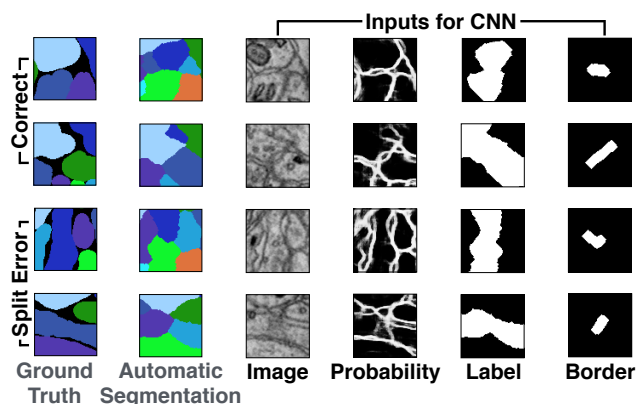 Inputs for CNN
Correct
Split Error
Ground Truth
Automatic Segmentation
Image
Probability
Label
Border